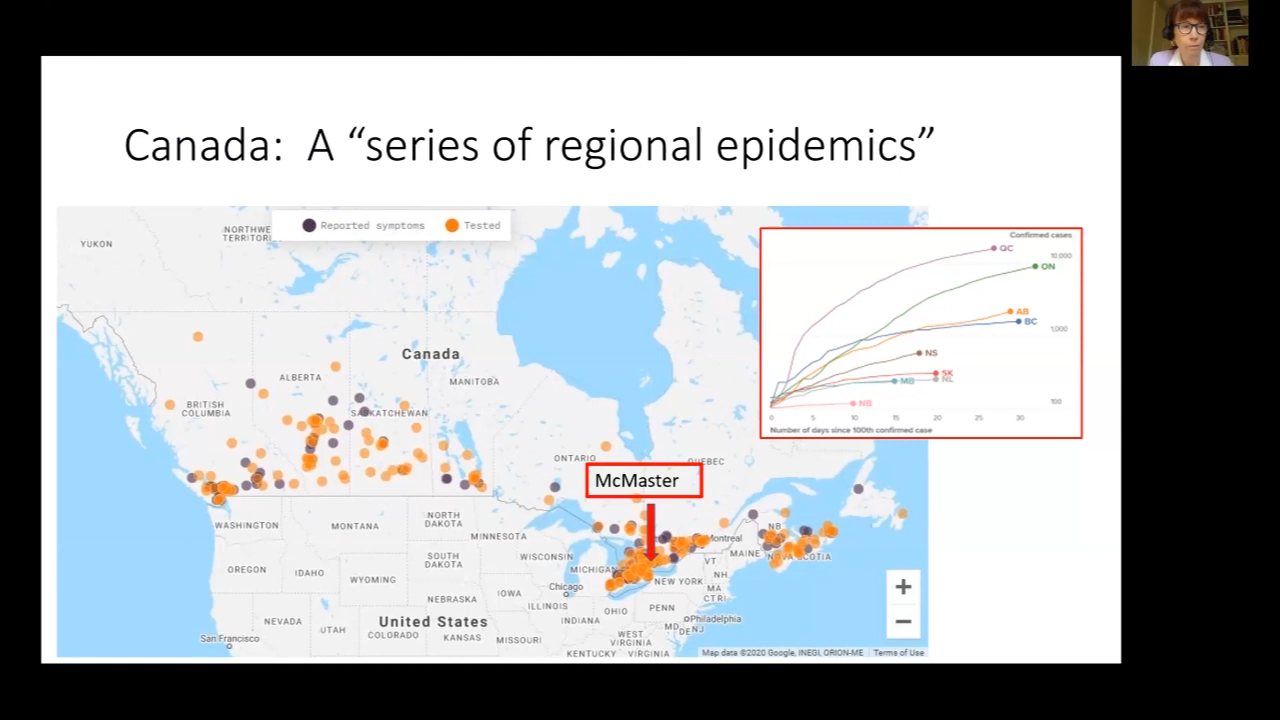 Canada: A “series of regional epidemics”
Reported symptoms
Tested
YUKON
NORTHWE
TERRITORI
Canada
ALBERTA
MANITOBA
BRITISH
COLUMBIA
SASKATCHEWAN
ONTARIO
QUEBEC
McMaster
NB
NOVA SCOTIA
Montreal
MAINE
WASHINGTON
MONTANA
NORTH
DAKOTA
MINNESOTA
SOUTH
DAKOTA
WISCONSIN
MICHIGAN
VT
NH
NEW YORK
MA
CT RI
OREGON
IDAHO
WYOMING
Chicago
IOWA
NEBRASKA
ILLINOIS
INDIANA
OHIO
PENN
Philadelphia
MD
DE
NJ
NEVADA
UTAH
United States
COLORADO
KANSAS
MISSOURI
WEST
VIRGINIA
KENTUCKY
VIRGINIA
San Francisco
+
−
Map data ©2020 Google, INEGI, ORION-ME
Terms of Use
Confirmed cases
10,000
1,000
100
QC
ON
AB
BC
NS
SK
NL
MB
NB
0 5 10 15 20 25 30
Number of days since 100th confirmed case